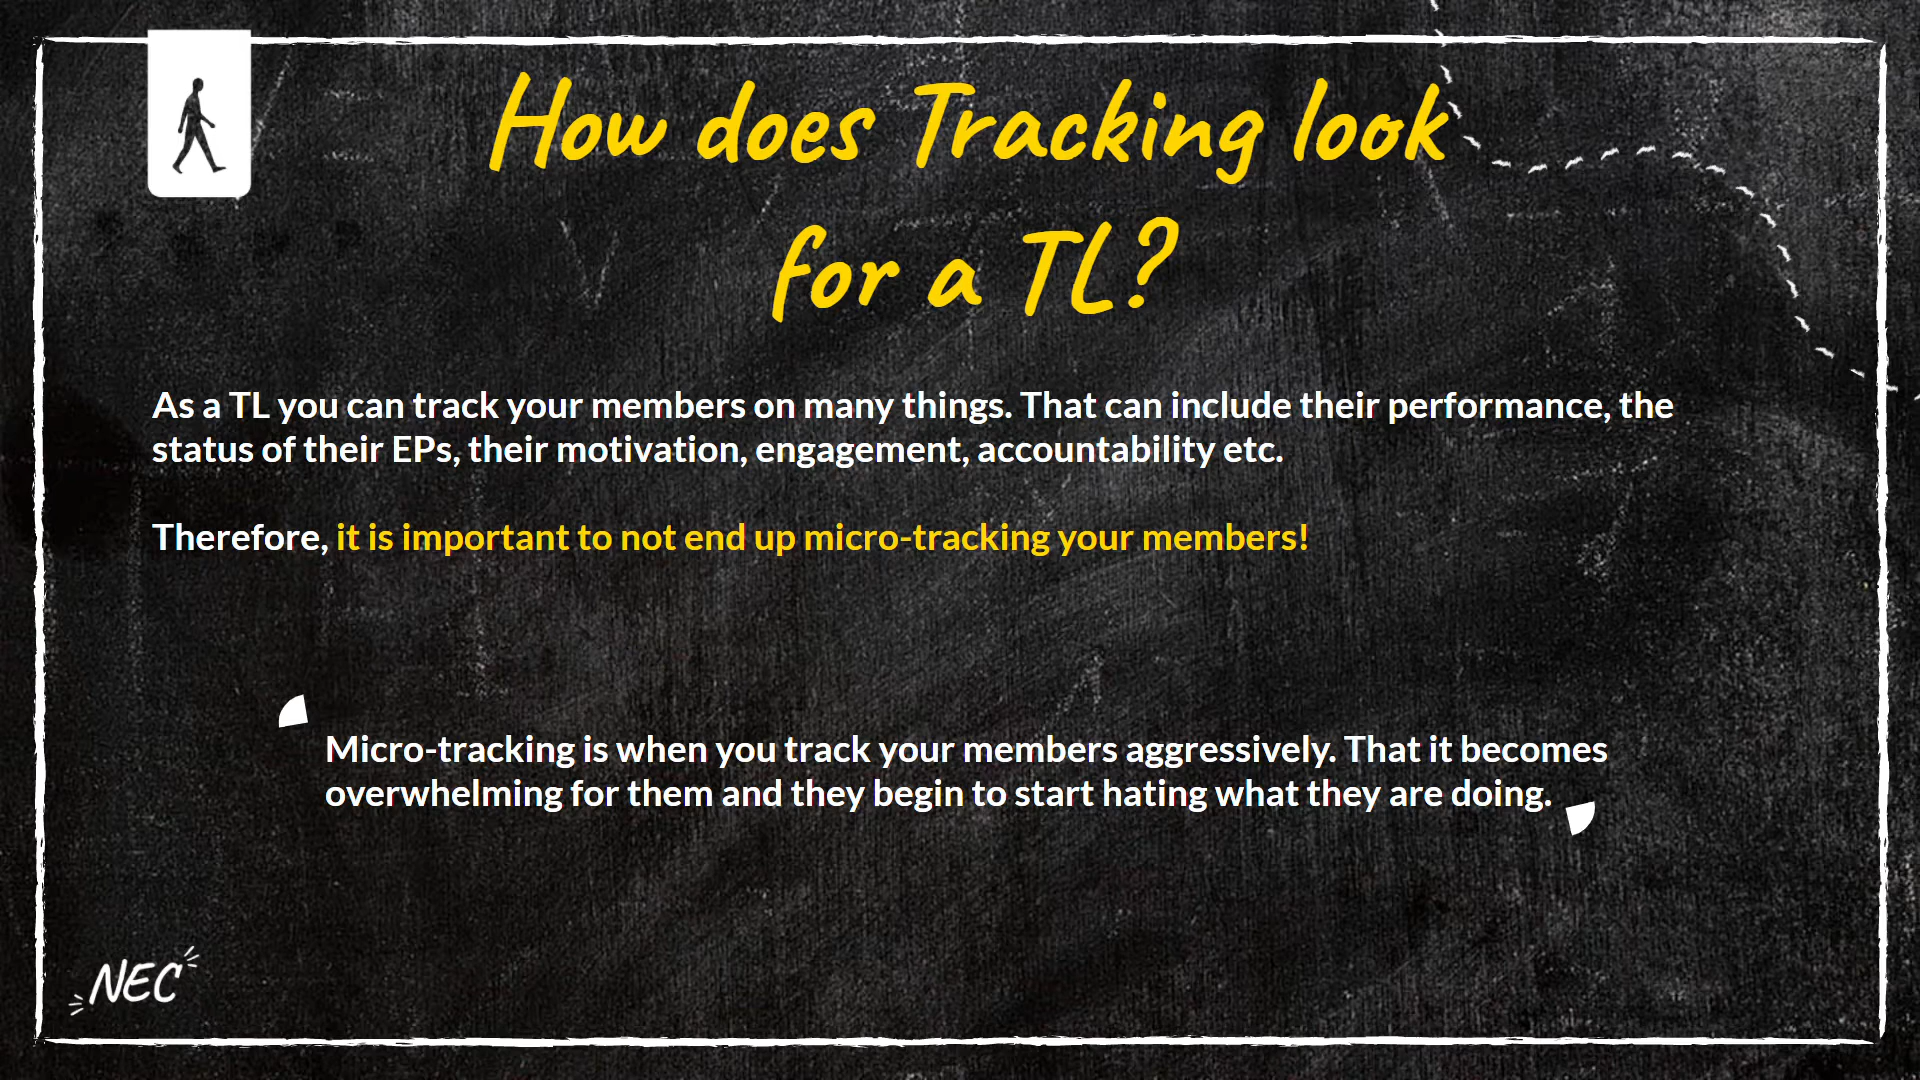 How does Tracking look
for a TL?
As a TL you can track your members on many things. That can include their performance, the
status of their EPs, their motivation, engagement, accountability etc.
Therefore, it is important to not end up micro-tracking your members!
Micro-tracking is when you track your members aggressively. That it becomes
overwhelming for them and they begin to start hating what they are doing.
NEC